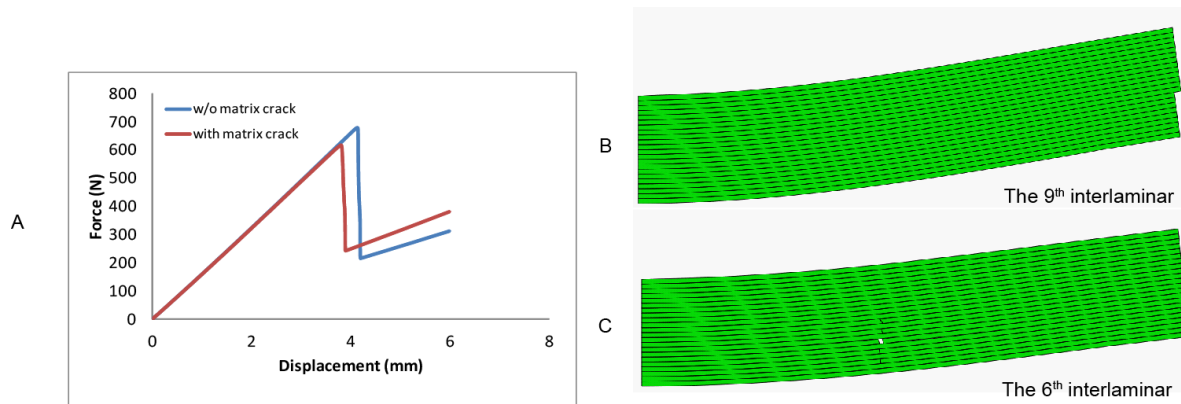 A
800
700
600
500
400
300
200
100
0
Force (N)
w/o matrix crack
with matrix crack
0 2 4 6 8
Displacement (mm)
B
The 9th interlaminar
C
The 6th interlaminar